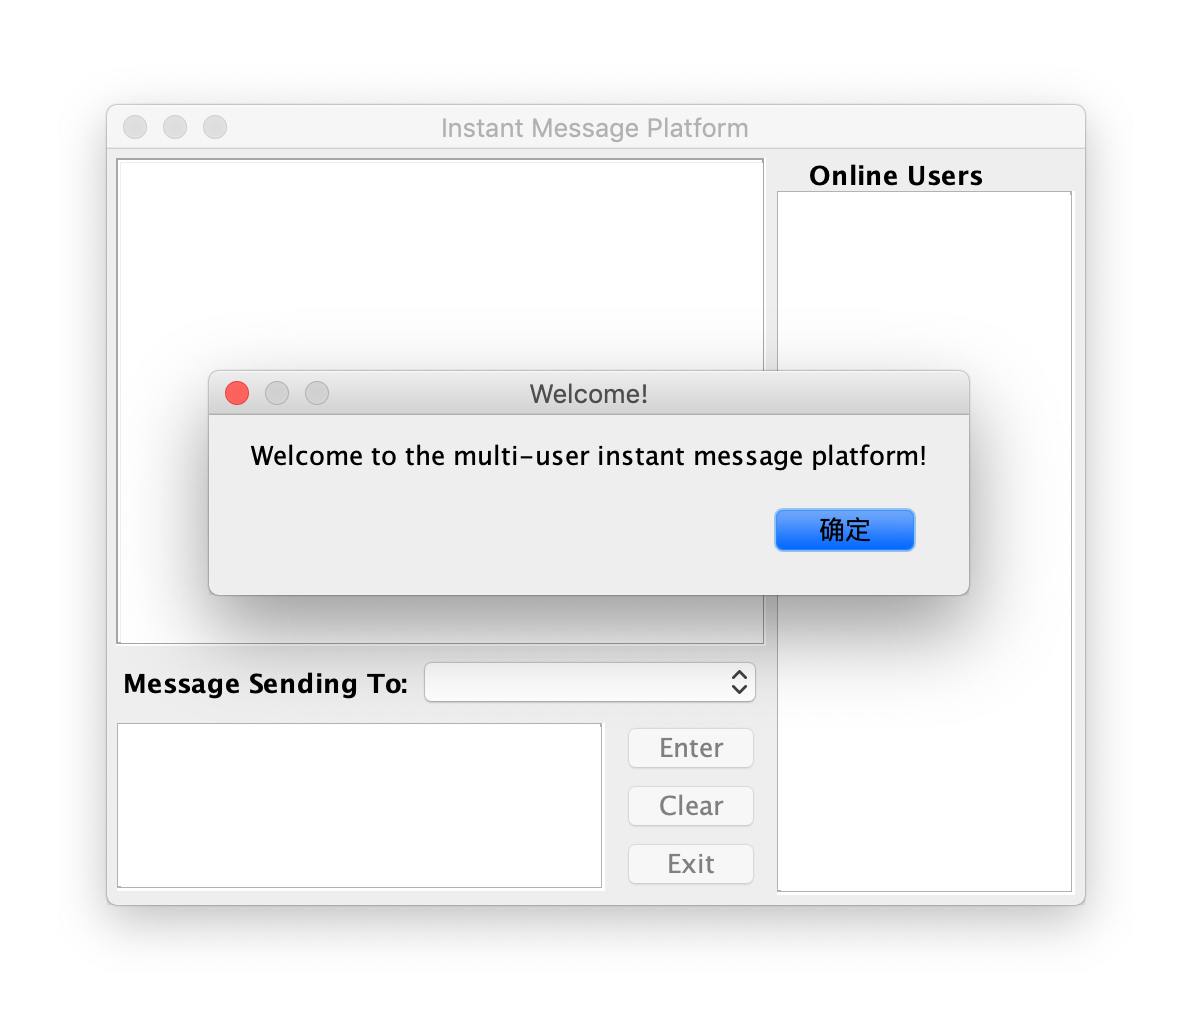 Instant Message Platform
Online Users
Welcome!
Welcome to the multi-user instant message platform!
确定
Message Sending To:
Enter
Clear
Exit